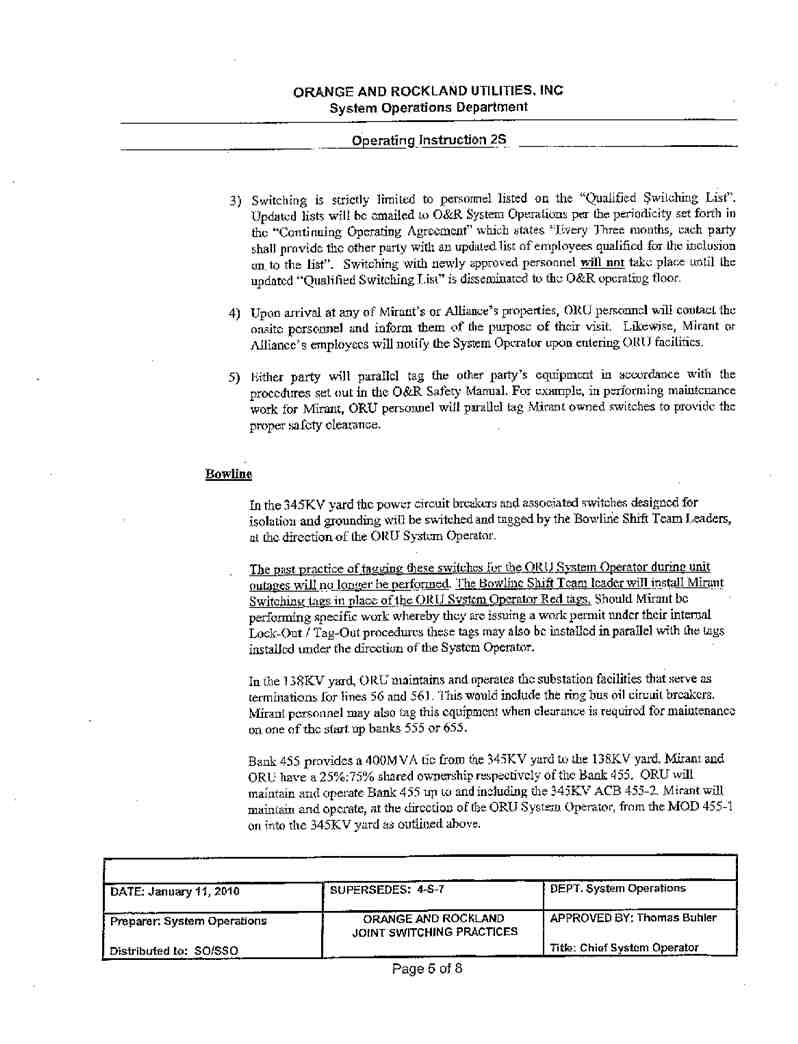 ORANGE AND ROCKLAND UTILITIES, INC
System Operations Department
Operating Instruction 2S
3) Switching is strictly limited to personnel listed on the "Qualified Switching List".
Updated lists will be emailed to O&R System Operations per the periodicity set forth in
the "Continuing Operating Agreement" which states "Every Three months, each party
shall provide the other party with an updated list of employees qualified for the inclusion
on to the list". Switching with newly approved personnel will not take place until the
updated "Qualified Switching List" is disseminated to the O&R operating floor.
4) Upon arrival at any of Mirant's or Alliance's properties, ORU personnel will contact the
onsite personnel and inform them of the purpose of their visit. Likewise, Mirant or
Alliance's employees will notify the System Operator upon entering ORU facilities.
5) Either party will parallel tag the other party's equipment in accordance with the
procedures set out in the O&R Safety Manual. For example, in performing maintenance
work for Mirant, ORU personnel will parallel tag Mirant owned switches to provide the
proper safety clearance.
Bowline
In the 345KV yard the power circuit breakers and associated switches designed for
isolation and grounding will be switched and tagged by the Bowline Shift Team Leaders,
at the direction of the ORU System Operator.
The past practice of tagging these switches for the ORU System Operator during unit
outages will no longer be performed. The Bowline Shift Team leader will install Mirant
Switching tags in place of the ORU System Operator Red tags. Should Mirant be
performing specific work whereby they are issuing a work permit under their internal
Lock-Out / Tag-Out procedures these tags may also be installed in parallel with the tags
installed under the direction of the System Operator.
In the 138KV yard, ORU maintains and operates the substation facilities that serve as
terminations for lines 56 and 561. This would include the ring bus oil circuit breakers.
Mirant personnel may also tag this equipment when clearance is required for maintenance
on one of the start up banks 555 or 655.
Bank 455 provides a 400MVA tie from the 345KV yard to the 138KV yard. Mirant and
ORU have a 25%:75% shared ownership respectively of the Bank 455. ORU will
maintain and operate Bank 455 up to and including the 345KV ACB 455-2. Mirant will
maintain and operate, at the direction of the ORU System Operator, from the MOD 455-1
on into the 345KV yard as outlined above.
DATE: January 11, 2010
SUPERSEDES: 4-S-7
DEPT. System Operations
Preparer: System Operations
Distributed to: SO/SSO
ORANGE AND ROCKLAND
JOINT SWITCHING PRACTICES
APPROVED BY: Thomas Buhler
Title: Chief System Operator
Page 5 of 8